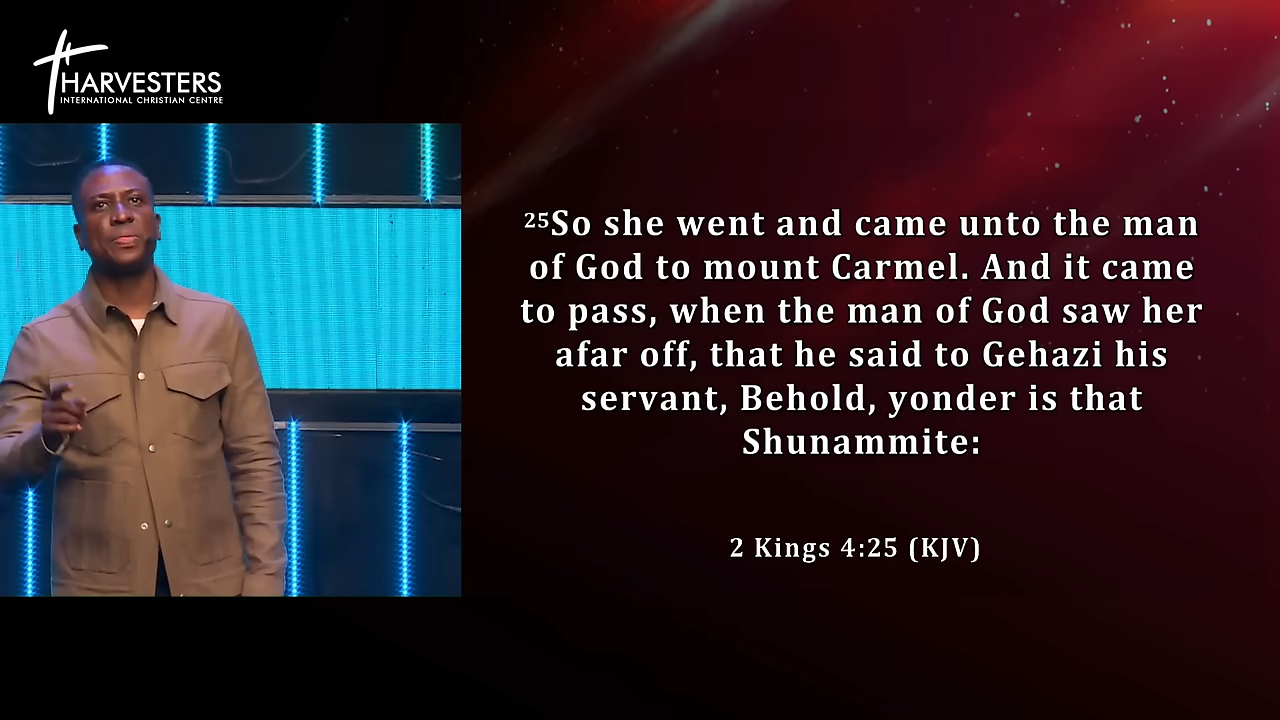 HARVESTERS
INTERNATIONAL CHRISTIAN CENTRE
25So she went and came unto the man
of God to mount Carmel. And it came
to pass, when the man of God saw her
afar off, that he said to Gehazi his
servant, Behold, yonder is that
Shunammite:
2 Kings 4:25 (KJV)